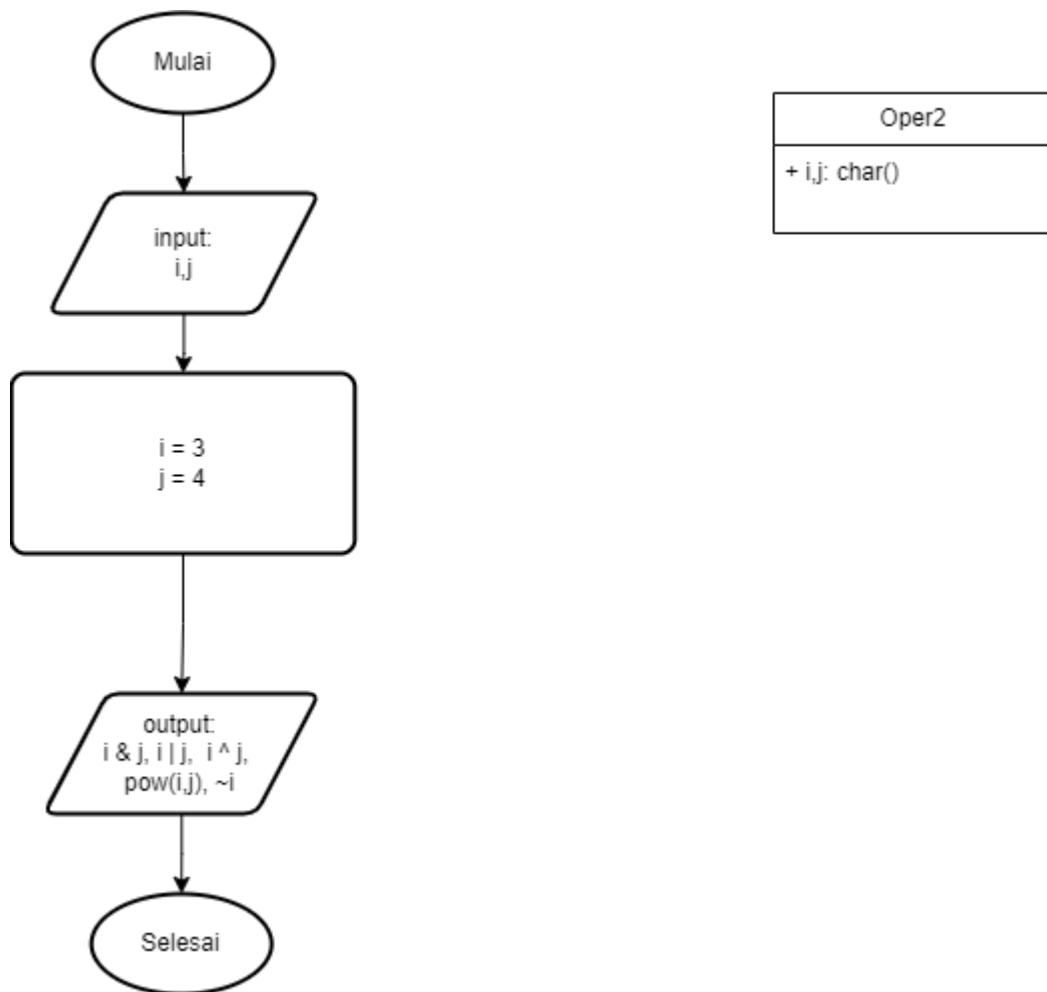 Mulai
input:
i,j
i = 3
j = 4
output:
i & j, i | j, i ^ j,
pow(i,j), ~i
Selesai
Oper2
+ i,j: char()